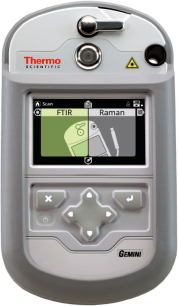 Thermo
SCIENTIFIC
Scan
FTIR Raman
GEMINI